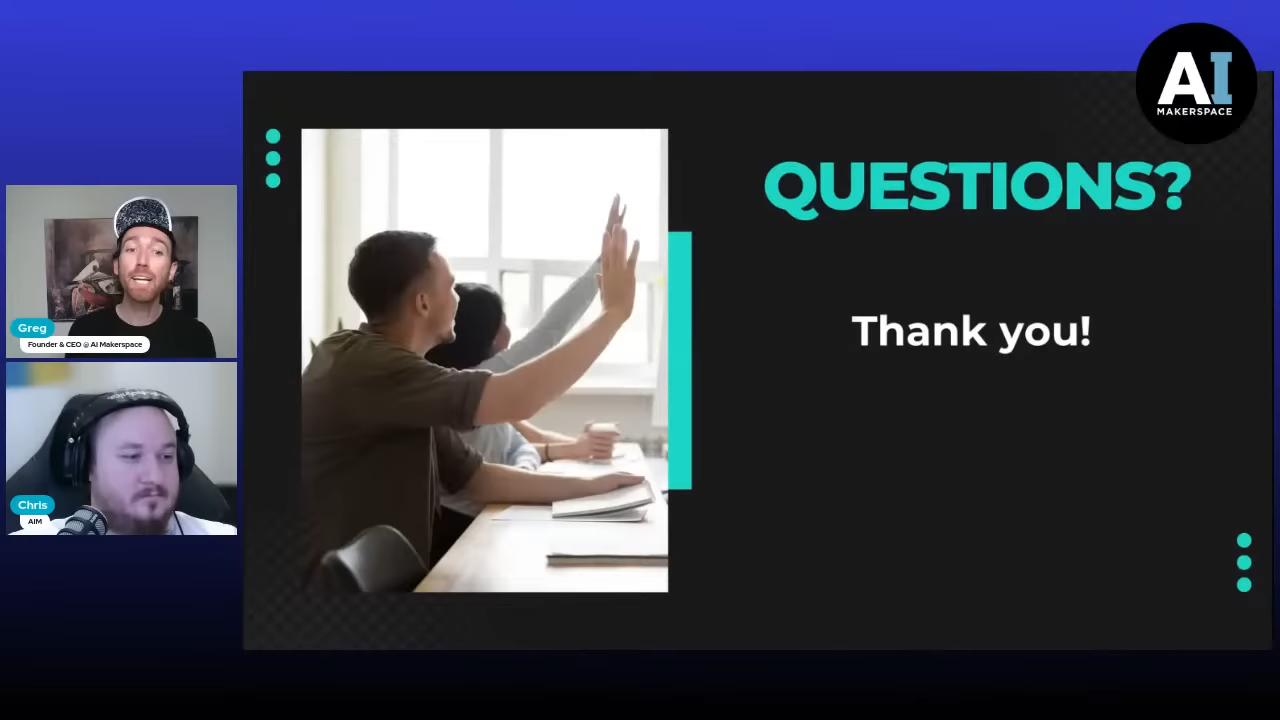 AI
MAKERSPACE
QUESTIONS?
Thank you!
Greg
Founder & CEO @ AI Makerspace
Chris
AIM